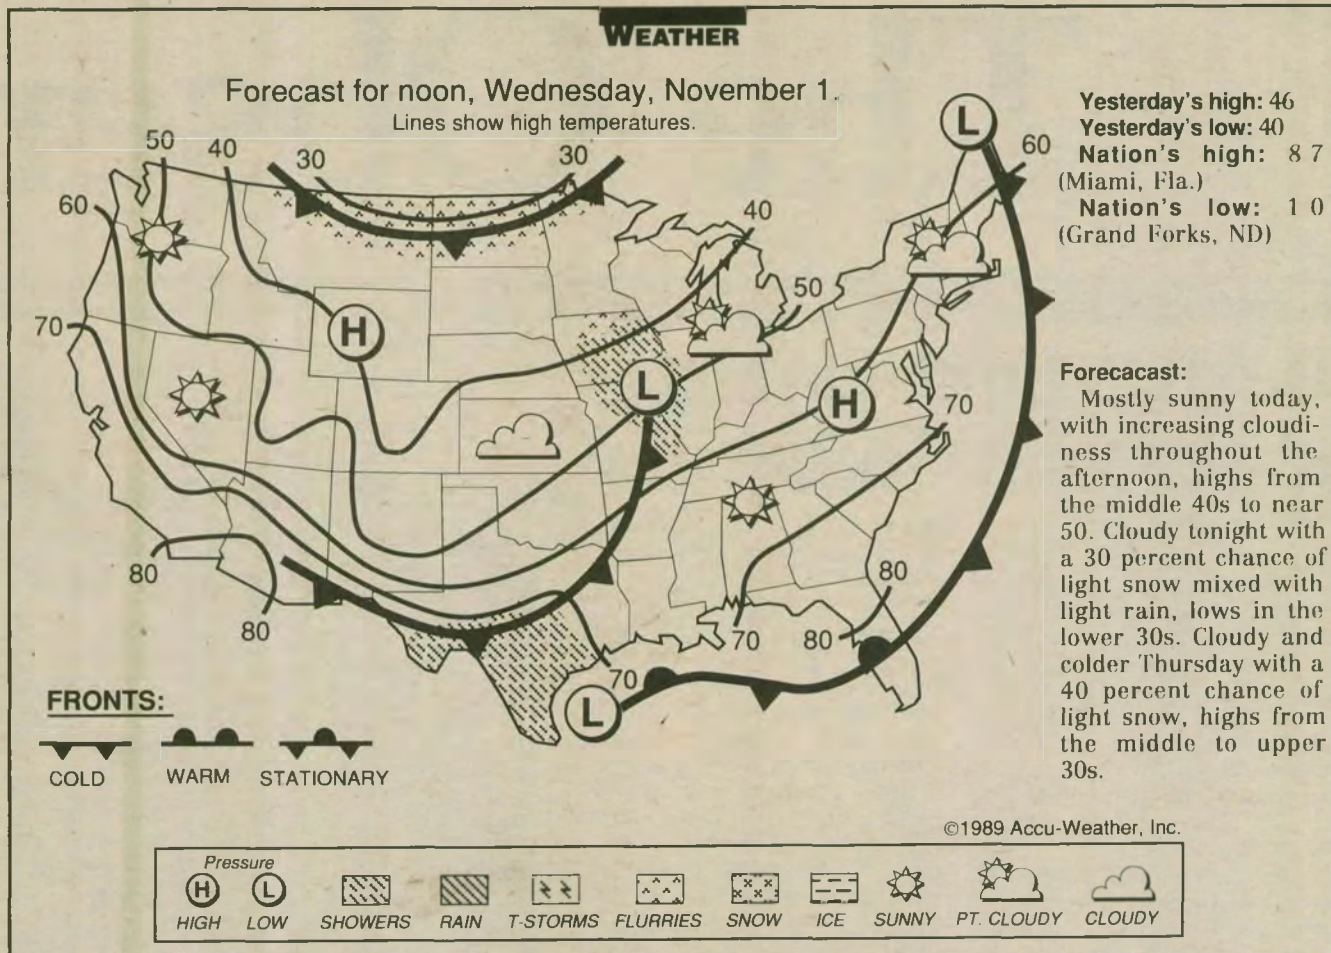 WEATHER
Forecast for noon, Wednesday, November 1.
Lines show high temperatures.
50
40
30
30
60
60
40
50
70
70
80
80
80
80
70
70
H
L
H
L
L
Yesterday's high: 46
Yesterday's low: 40
Nation's high: 87
(Miami, Fla.)
Nation's low: 10
(Grand Forks, ND)
Forecacast:
Mostly sunny today,
with increasing cloudi-
ness throughout the
afternoon, highs from
the middle 40s to near
50. Cloudy tonight with
a 30 percent chance of
light snow mixed with
light rain, lows in the
lower 30s. Cloudy and
colder Thursday with a
40 percent chance of
light snow, highs from
the middle to upper
30s.
FRONTS:
COLD WARM STATIONARY
©1989 Accu-Weather, Inc.
Pressure
H L
HIGH LOW SHOWERS RAIN T-STORMS FLURRIES SNOW ICE SUNNY PT. CLOUDY CLOUDY